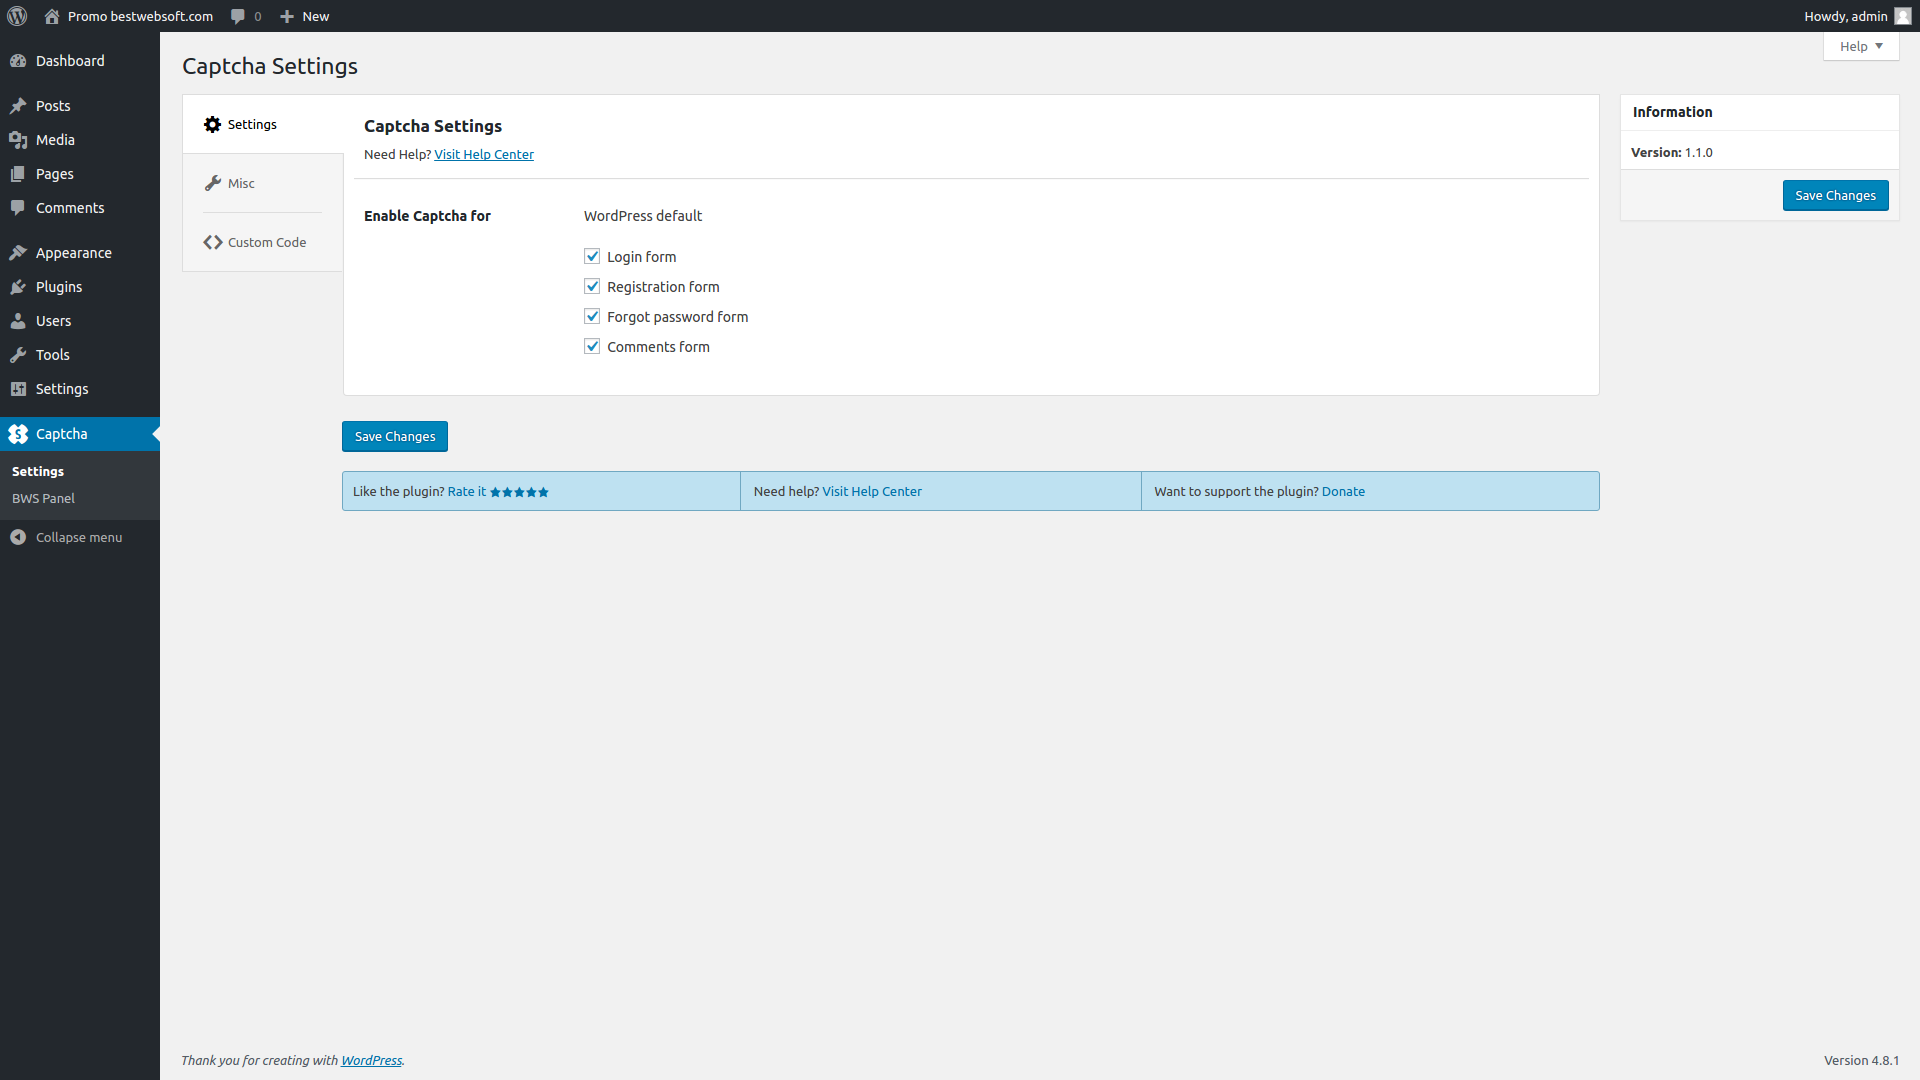 Promo bestwebsoft.com 0 New Howdy, admin
Help
Dashboard
Posts
Media
Pages
Comments
Appearance
Plugins
Users
Tools
Settings
Captcha
Settings
BWS Panel
Collapse menu
Captcha Settings
Settings
Misc
Custom Code
Captcha Settings
Need Help? Visit Help Center
Enable Captcha for
WordPress default
Login form
Registration form
Forgot password form
Comments form
Save Changes
Like the plugin? Rate it
Need help? Visit Help Center
Want to support the plugin? Donate
Information
Version: 1.1.0
Save Changes
Thank you for creating with WordPress.
Version 4.8.1